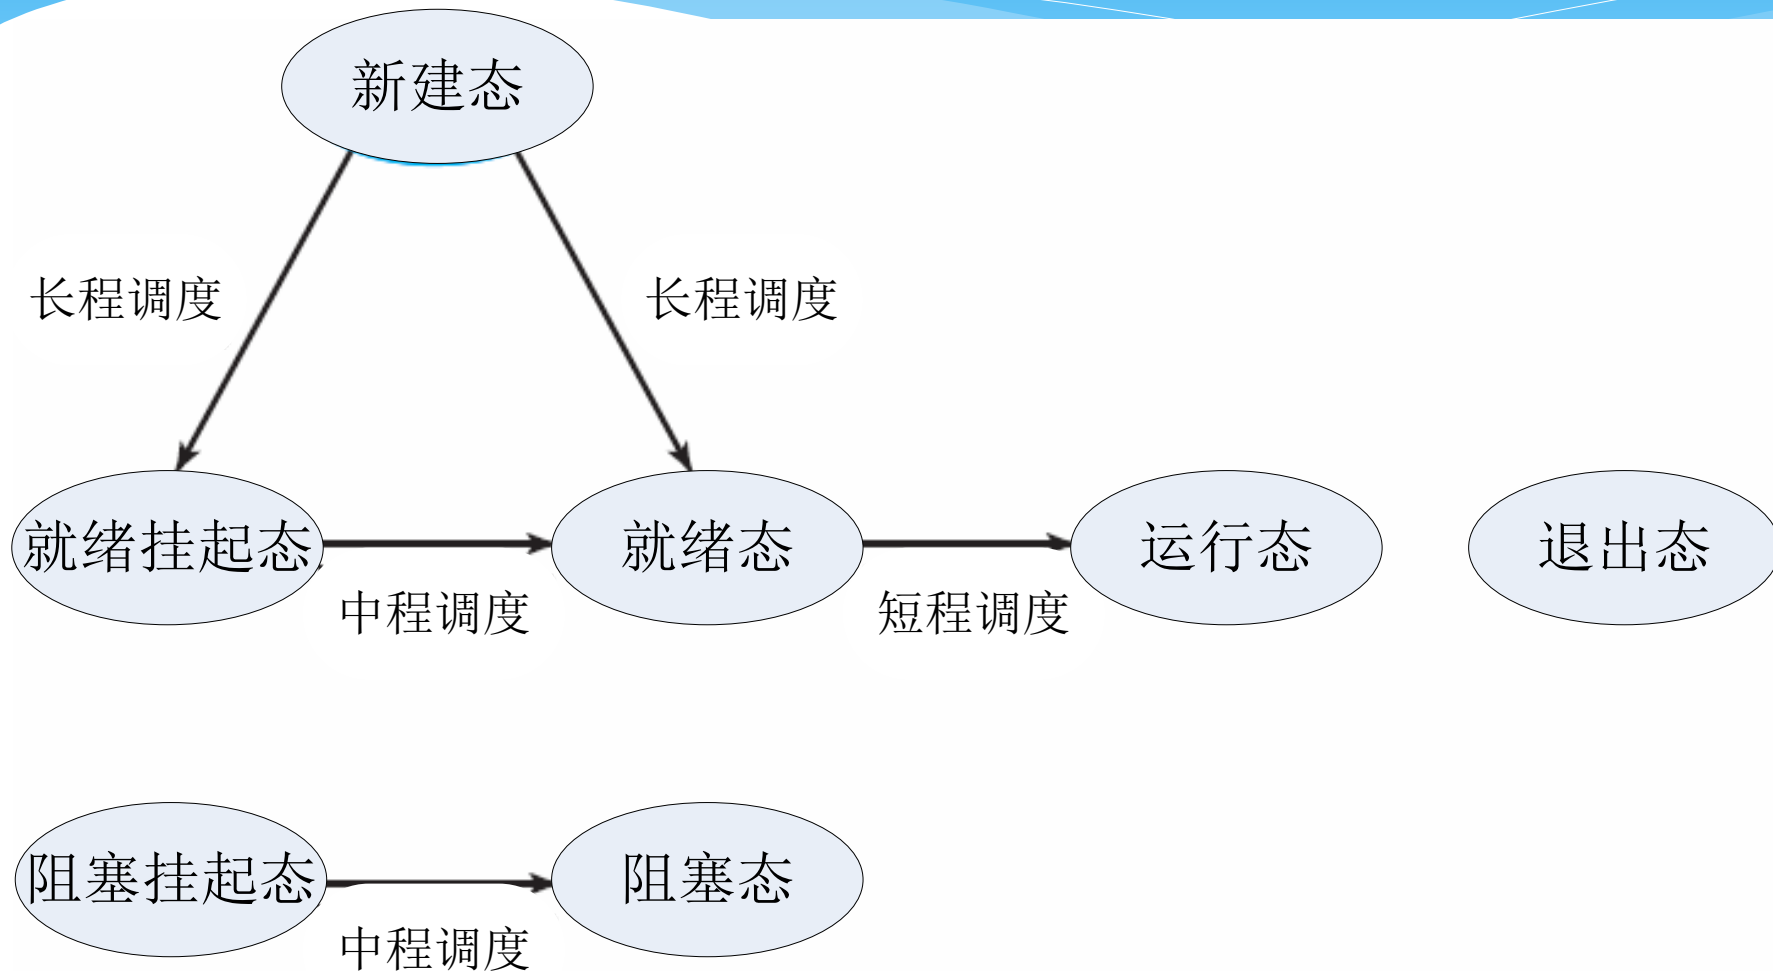 新建态
长程调度
长程调度
就绪挂起态
就绪态
运行态
退出态
中程调度
短程调度
阻塞挂起态
阻塞态
中程调度